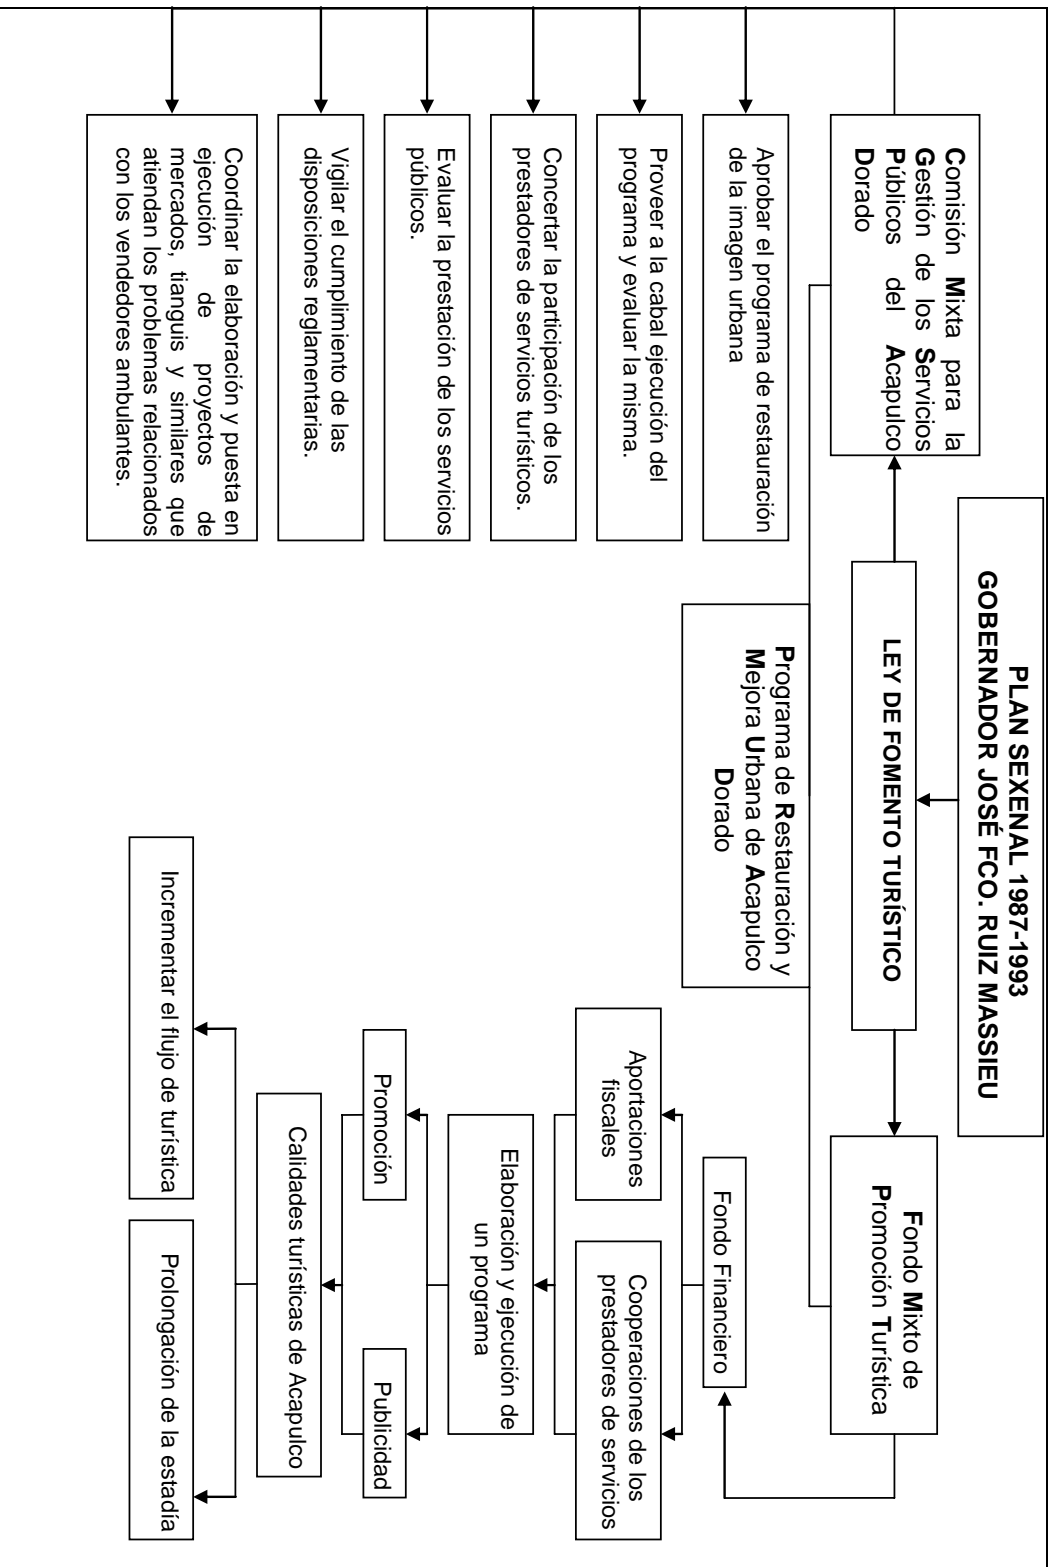 PLAN SEXENAL 1987-1993
GOBERNADOR JOSÉ FCO. RUIZ MASSIEU
LEY DE FOMENTO TURÍSTICO
Comisión Mixta para la
Gestión de los Servicios
Públicos del Acapulco
Dorado
Fondo Mixto de
Promoción Turística
Programa de Restauración y
Mejora Urbana de Acapulco
Dorado
Aprobar el programa de restauración
de la imagen urbana
Proveer a la cabal ejecución del
programa y evaluar la misma.
Concertar la participación de los
prestadores de servicios turísticos.
Evaluar la prestación de los servicios
públicos.
Vigilar el cumplimiento de las
disposiciones reglamentarias.
Coordinar la elaboración y puesta en
ejecución de proyectos de
mercados, tianguis y similares que
atiendan los problemas relacionados
con los vendedores ambulantes.
Fondo Financiero
Aportaciones
fiscales
Cooperaciones de los
prestadores de servicios
Elaboración y ejecución de
un programa
Promoción
Publicidad
Calidades turísticas de Acapulco
Incrementar el flujo de turística
Prolongación de la estadía